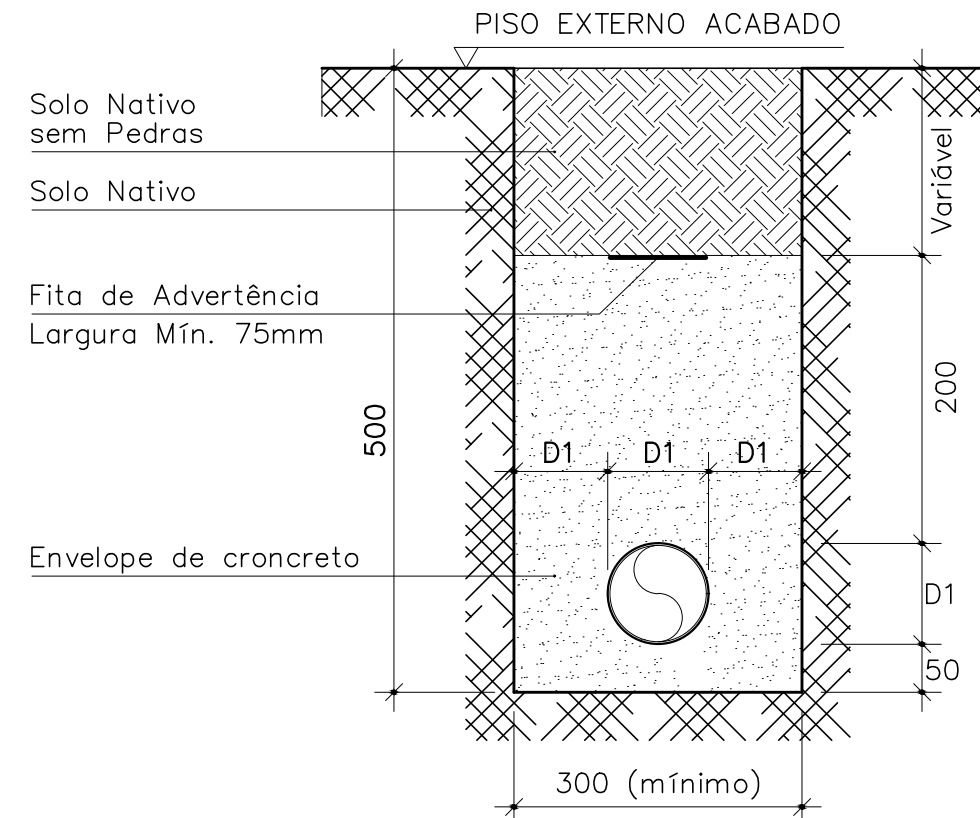 PISO EXTERNO ACABADO
Solo Nativo
sem Pedras
Solo Nativo
Variável
Fita de Advertência
Largura Mín. 75mm
200
500
D1 D1 D1
Envelope de croncreto
D1
50
300 (mínimo)